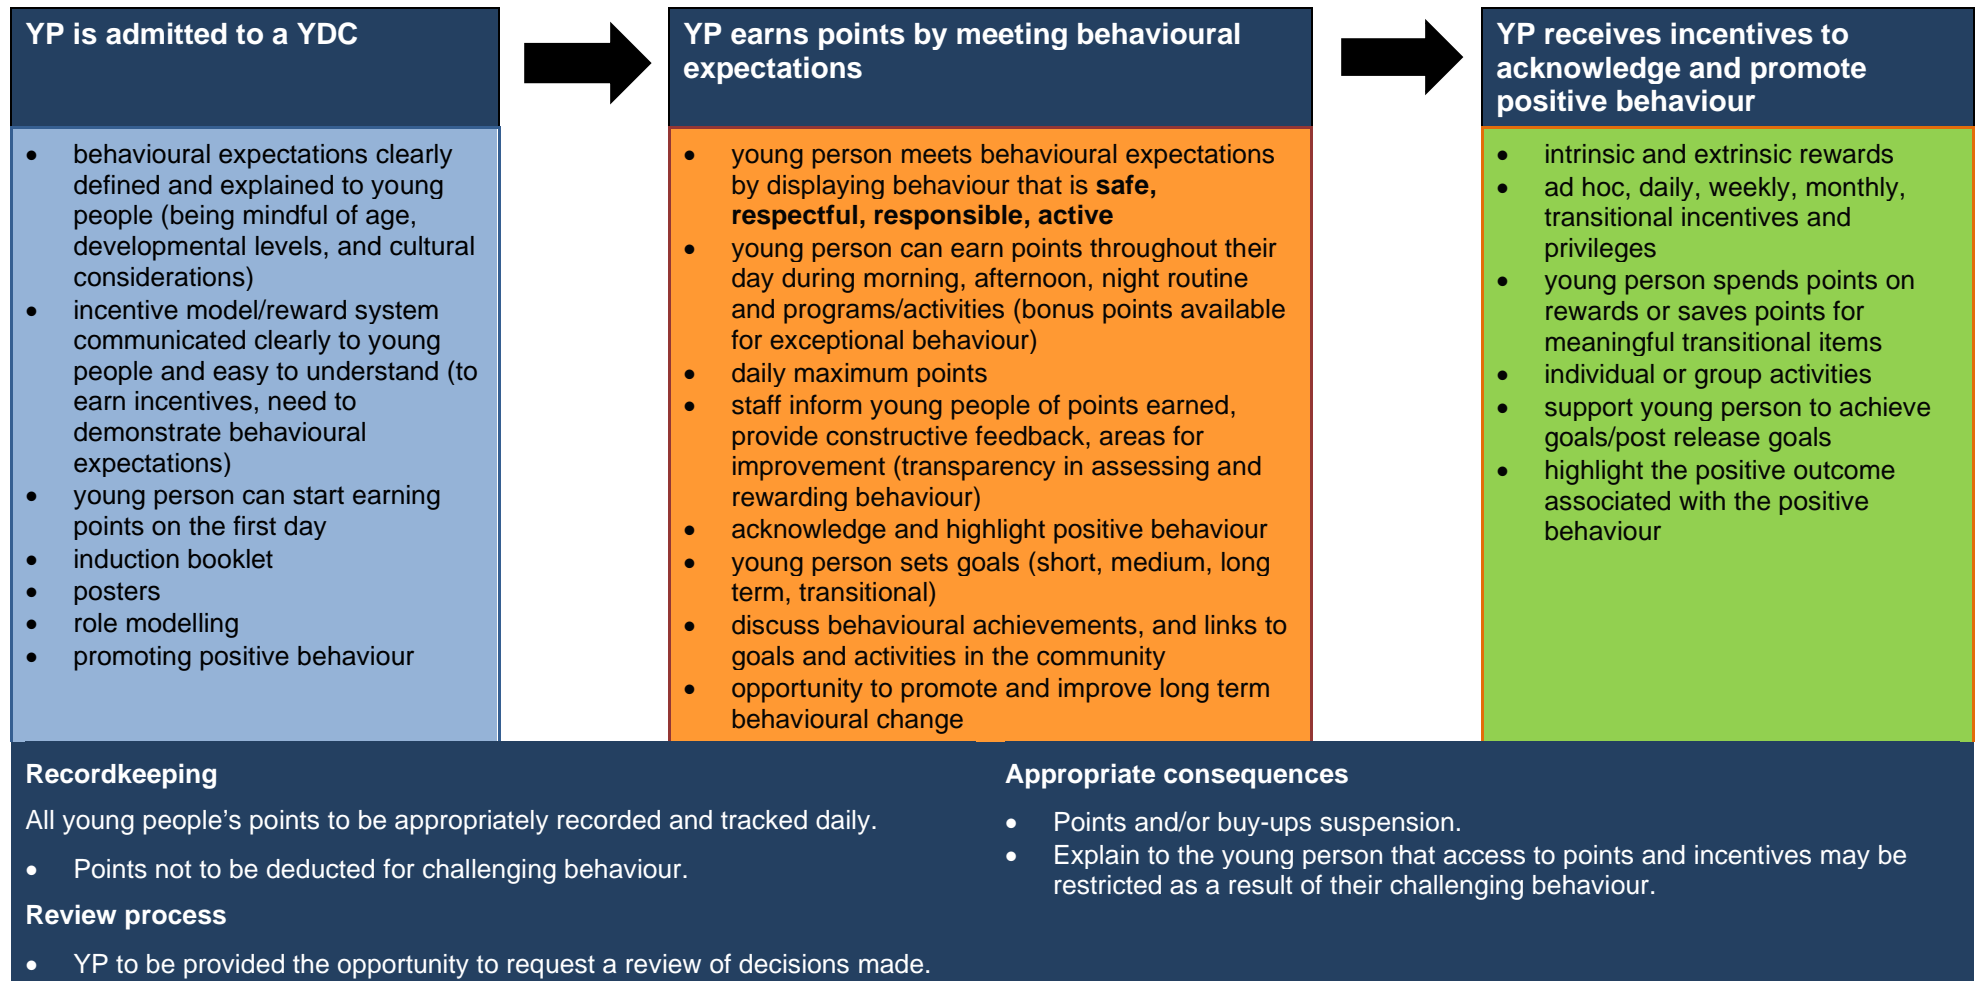 YP is admitted to a YDC
YP earns points by meeting behavioural
expectations
YP receives incentives to
acknowledge and promote
positive behaviour
• behavioural expectations clearly
defined and explained to young
people (being mindful of age,
developmental levels, and cultural
considerations)
• incentive model/reward system
communicated clearly to young
people and easy to understand (to
earn incentives, need to
demonstrate behavioural
expectations)
• young person can start earning
points on the first day
• induction booklet
• posters
• role modelling
• promoting positive behaviour
• young person meets behavioural expectations
by displaying behaviour that is safe,
respectful, responsible, active
• young person can earn points throughout their
day during morning, afternoon, night routine
and programs/activities (bonus points available
for exceptional behaviour)
• daily maximum points
• staff inform young people of points earned,
provide constructive feedback, areas for
improvement (transparency in assessing and
rewarding behaviour)
• acknowledge and highlight positive behaviour
• young person sets goals (short, medium, long
term, transitional)
• discuss behavioural achievements, and links to
goals and activities in the community
• opportunity to promote and improve long term
behavioural change
• intrinsic and extrinsic rewards
• ad hoc, daily, weekly, monthly,
transitional incentives and
privileges
• young person spends points on
rewards or saves points for
meaningful transitional items
• individual or group activities
• support young person to achieve
goals/post release goals
• highlight the positive outcome
associated with the positive
behaviour
Recordkeeping
All young people’s points to be appropriately recorded and tracked daily.
• Points not to be deducted for challenging behaviour.
Review process
• YP to be provided the opportunity to request a review of decisions made.
Appropriate consequences
• Points and/or buy-ups suspension.
• Explain to the young person that access to points and incentives may be
restricted as a result of their challenging behaviour.